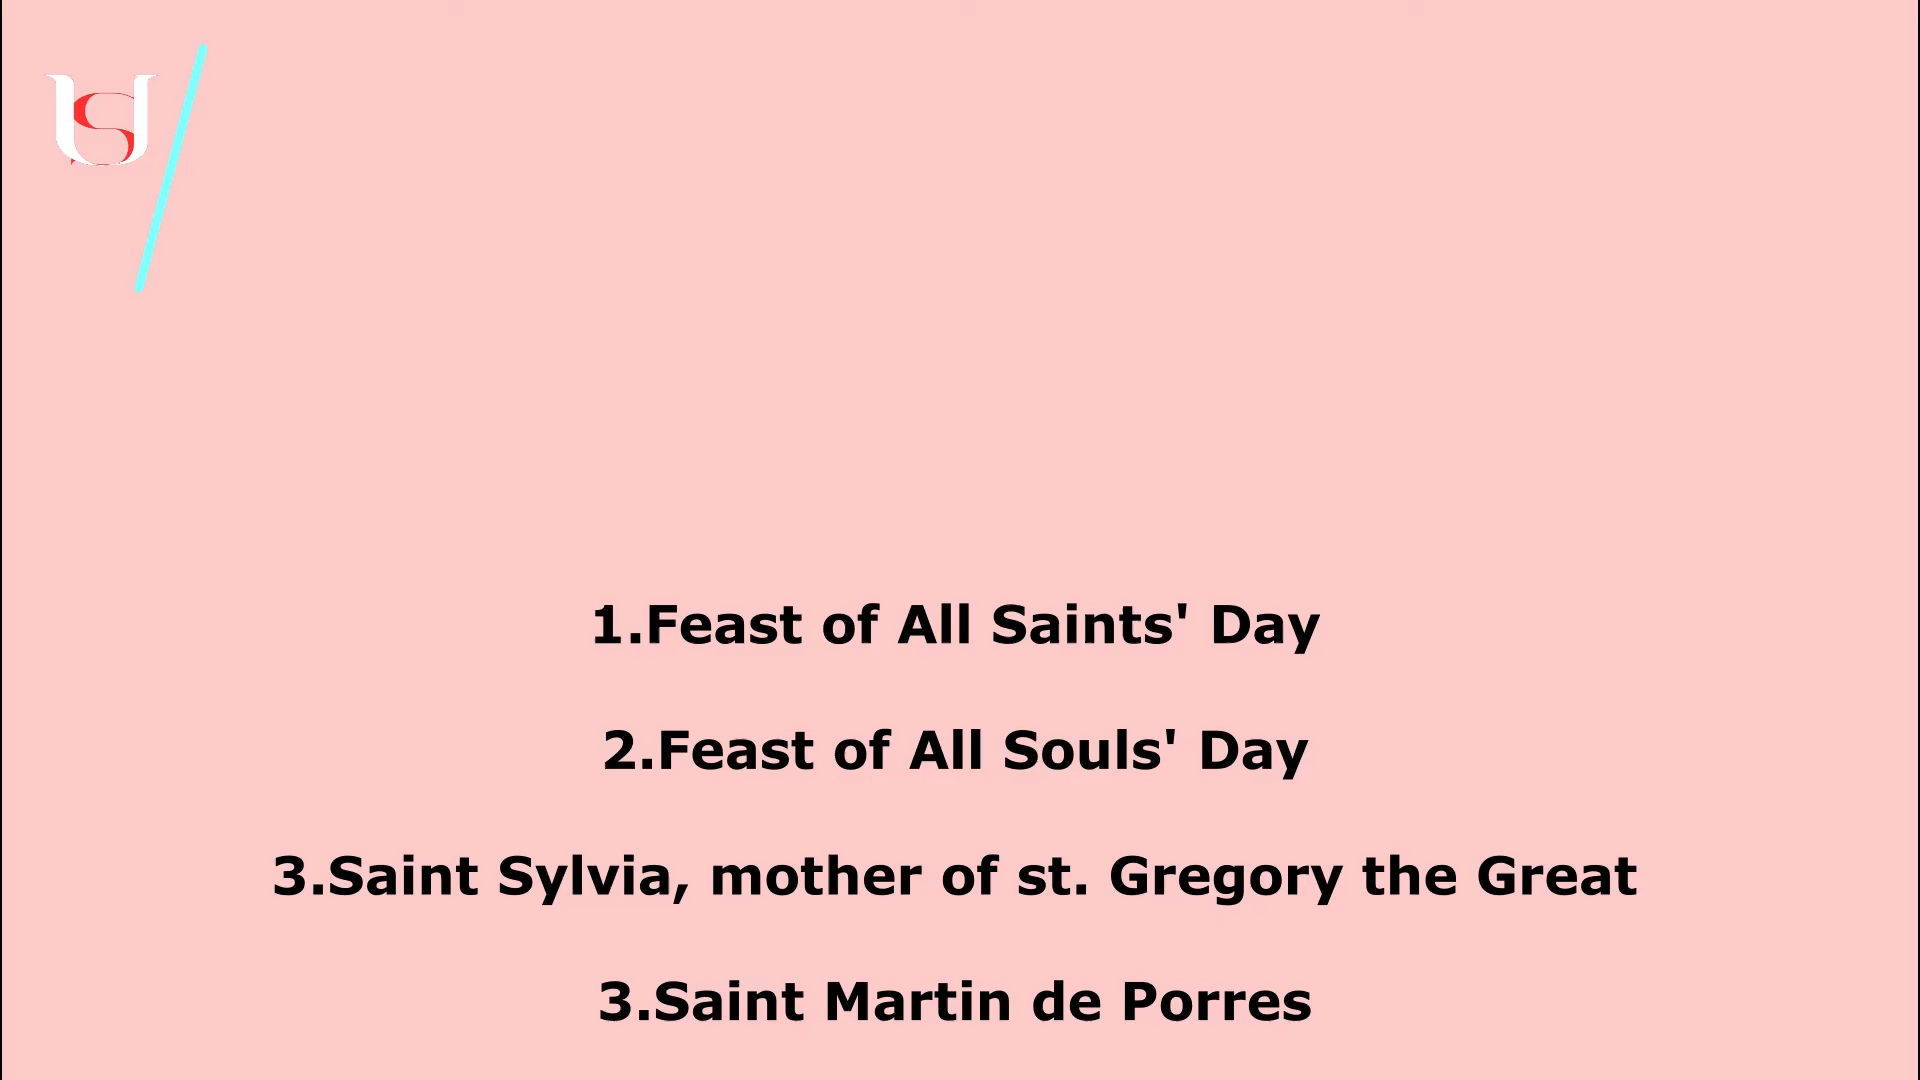 US
1.Feast of All Saints' Day
2.Feast of All Souls' Day
3.Saint Sylvia, mother of st. Gregory the Great
3.Saint Martin de Porres